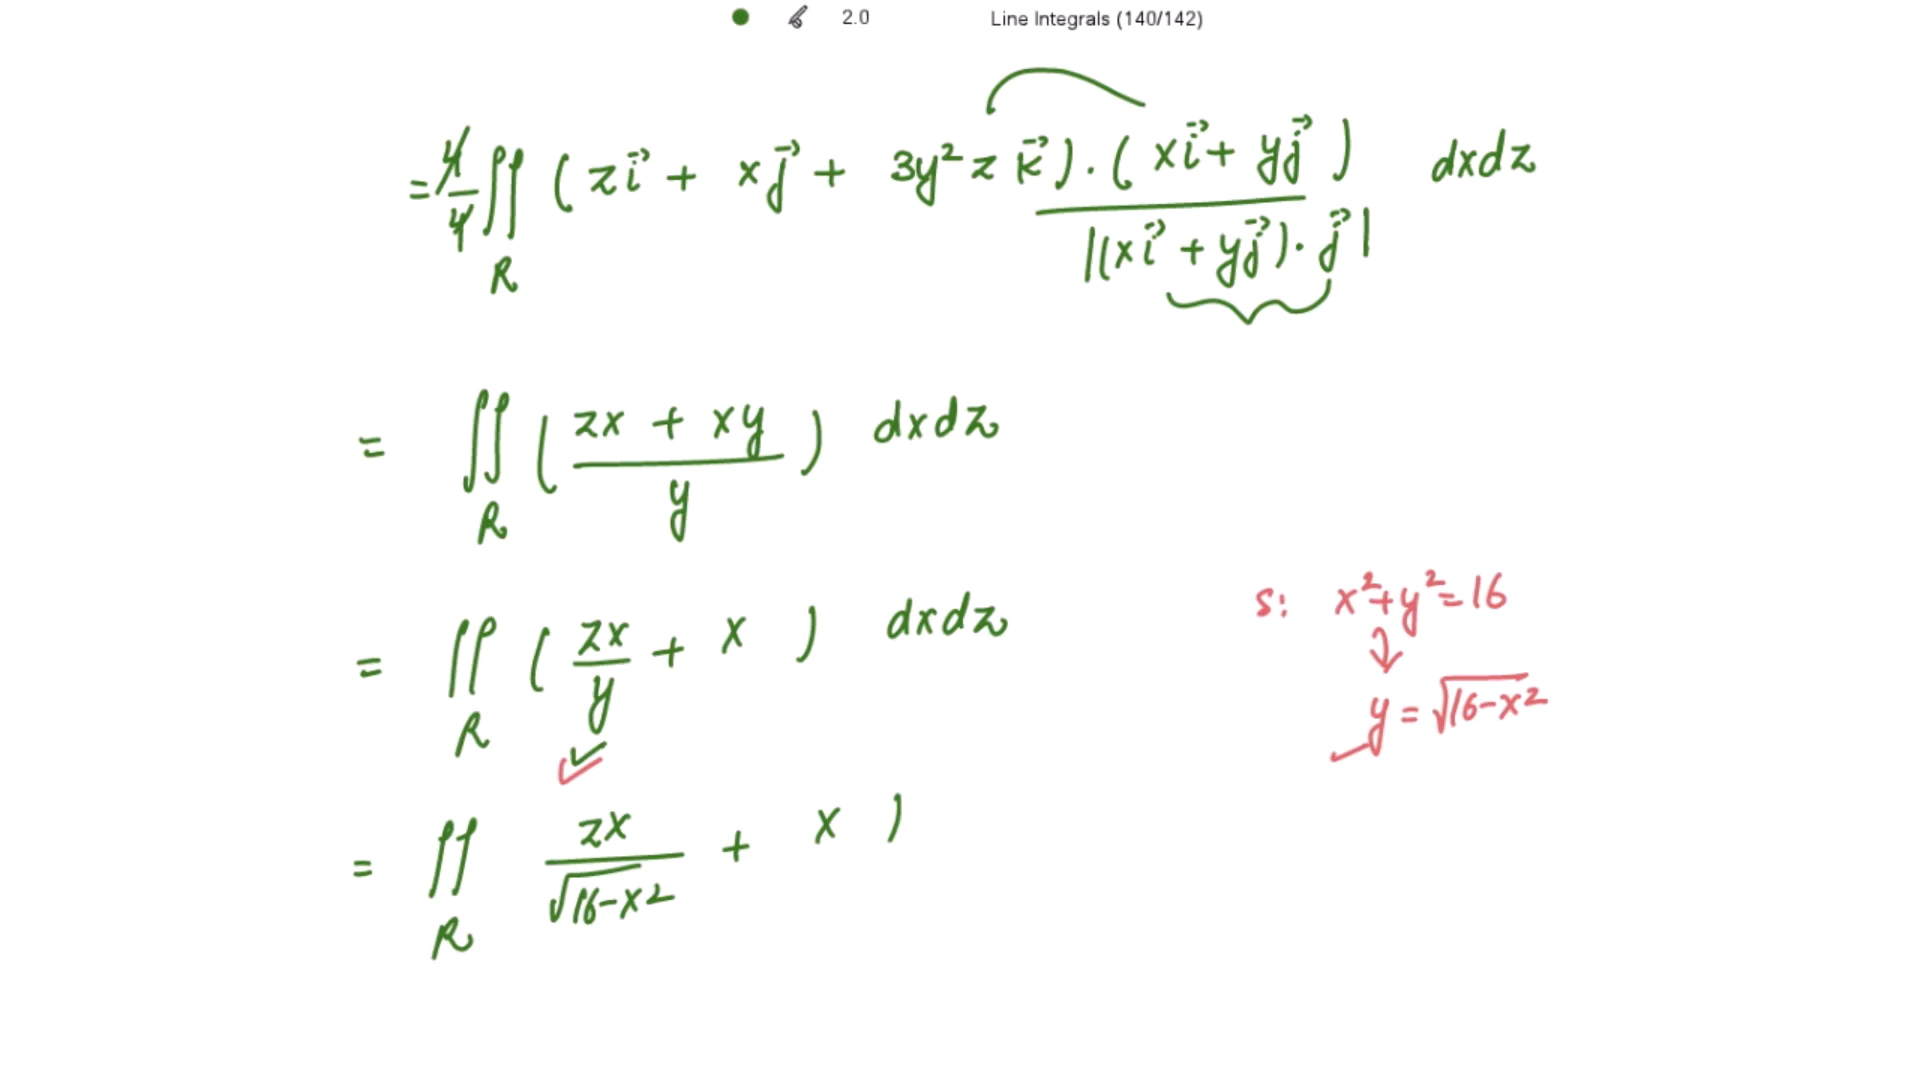 2.0 Line Integrals (140/142)
= 4/4 ∬_R (z i⃗ + x j⃗ + 3y² z k⃗) · (x i⃗ + y j⃗) / |(x i⃗ + y j⃗) · j⃗| dxdz
= ∬_R ( (zx + xy) / y ) dxdz
= ∬_R ( zx/y + x ) dxdz
S: x² + y² = 16
y = √(16-x²)
= ∬_R zx / √(16-x²) + x )